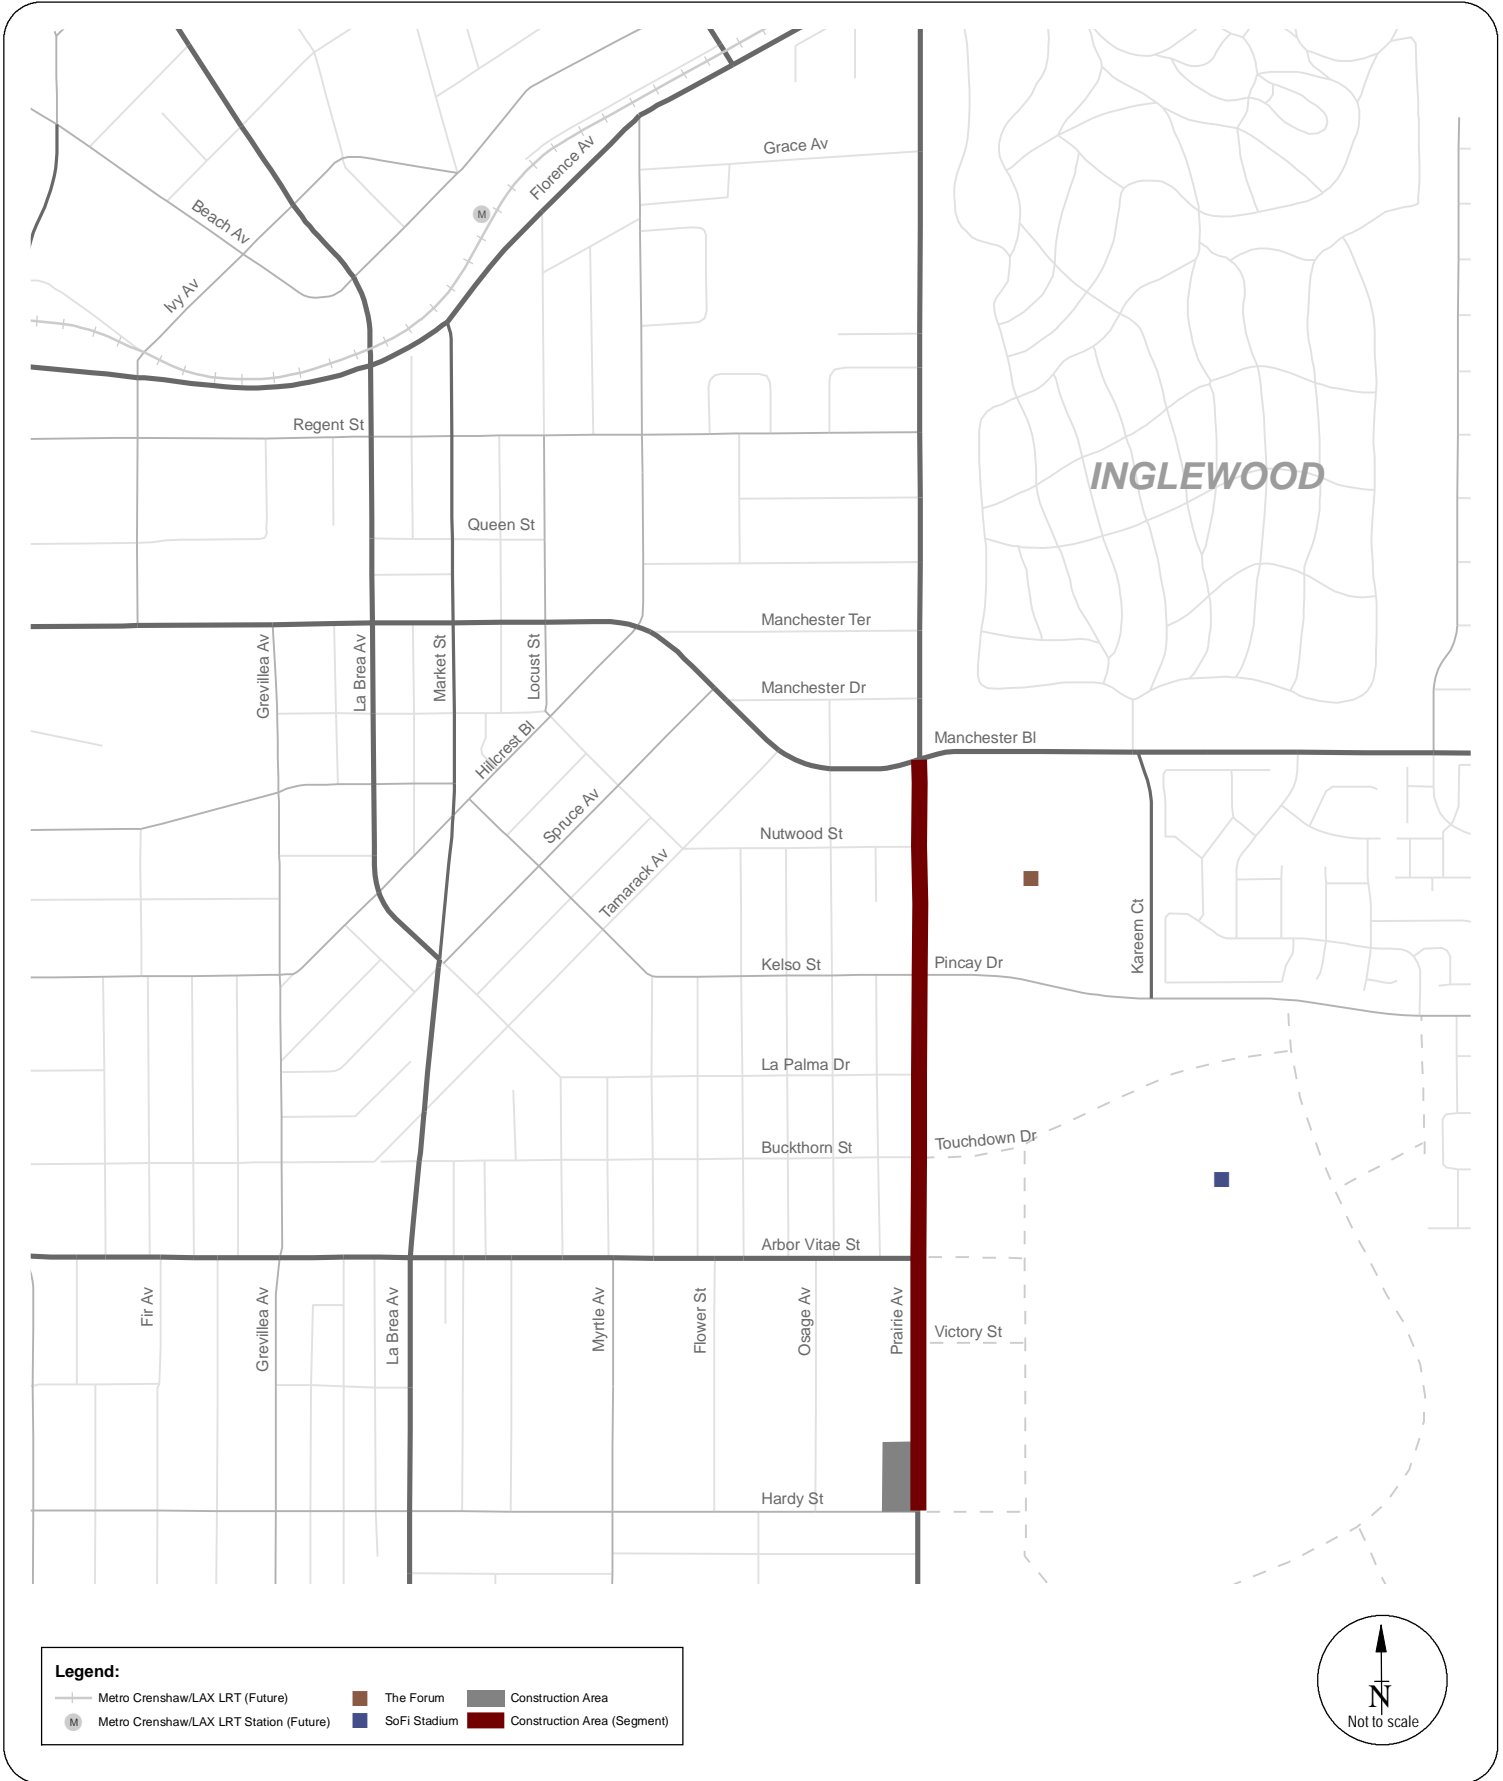 Grace Av
Florence Av
M
Beach Av
Ivy Av
Regent St
INGLEWOOD
Queen St
Manchester Ter
Grevillea Av
La Brea Av
Market St
Locust St
Manchester Dr
Hillcrest Bl
Manchester Bl
Spruce Av
Nutwood St
Tamarack Av
Kareem Ct
Kelso St
Pincay Dr
La Palma Dr
Touchdown Dr
Buckthorn St
Arbor Vitae St
Fir Av
Grevillea Av
La Brea Av
Myrtle Av
Flower St
Osage Av
Prairie Av
Victory St
Hardy St
Legend:
Metro Crenshaw/LAX LRT (Future)
The Forum
Construction Area
M
Metro Crenshaw/LAX LRT Station (Future)
SoFi Stadium
Construction Area (Segment)
N
Not to scale